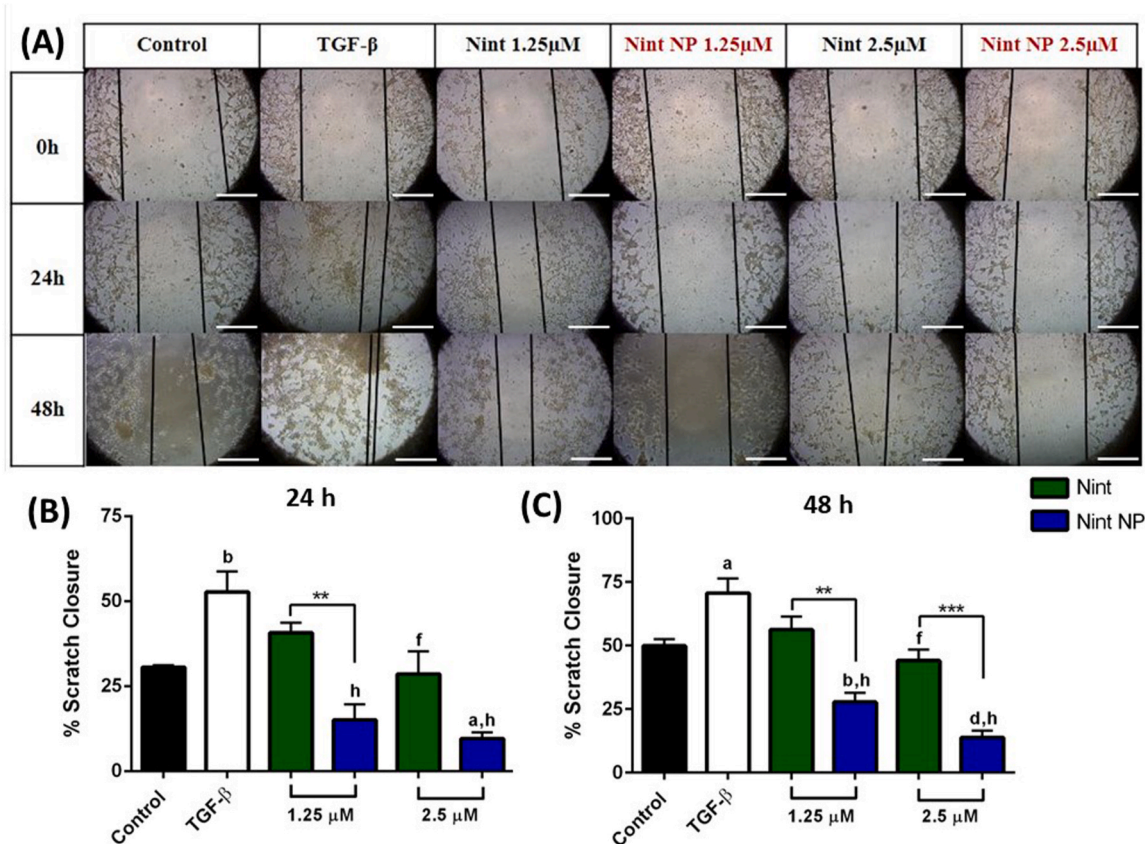 (A)
Control TGF-β Nint 1.25μM Nint NP 1.25μM Nint 2.5μM Nint NP 2.5μM
0h
24h
48h
(B)
24 h
% Scratch Closure
75
50
25
0
b
**
h
f
a,h
Control
TGF-β
1.25 μM
2.5 μM
(C)
48 h
% Scratch Closure
100
75
50
25
0
a
**
b,h
f
***
d,h
Control
TGF-β
1.25 μM
2.5 μM
Nint
Nint NP